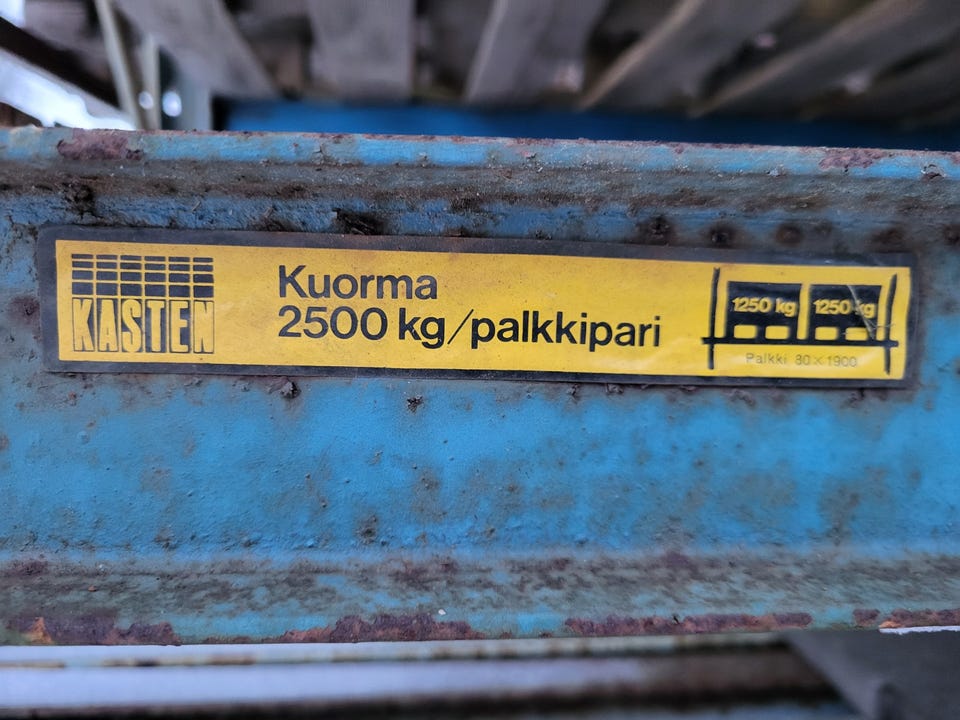 KASTEN
Kuorma
2500 kg/palkkipari
1250 kg 1250 kg
Palkki 80 × 1900